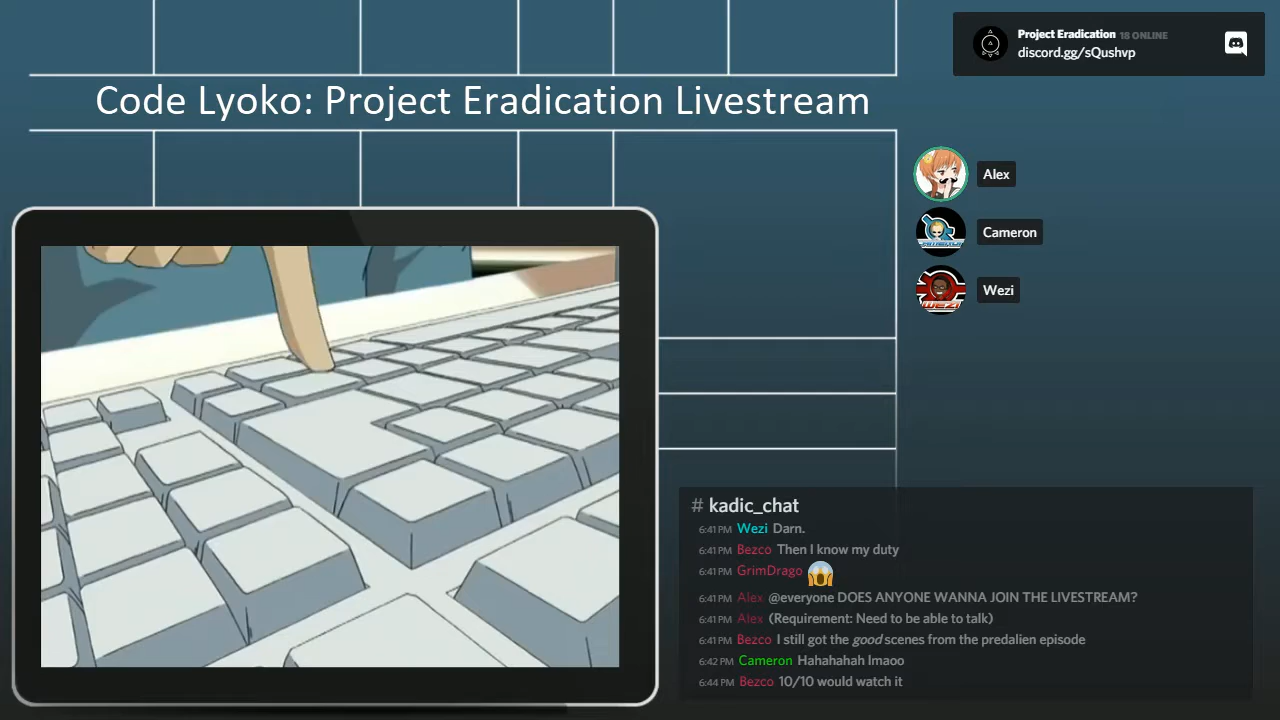 Project Eradication 18 ONLINE
discord.gg/sQushvp
Code Lyoko: Project Eradication Livestream
Alex
Cameron
Wezi
WEZI
# kadic_chat
6:41 PM Wezi Darn.
6:41 PM Bezco Then I know my duty
6:41 PM GrimDrago 😱
6:41 PM Alex @everyone DOES ANYONE WANNA JOIN THE LIVESTREAM?
6:41 PM Alex (Requirement: Need to be able to talk)
6:41 PM Bezco I still got the good scenes from the predalien episode
6:42 PM Cameron Hahahahah lmaoo
6:44 PM Bezco 10/10 would watch it